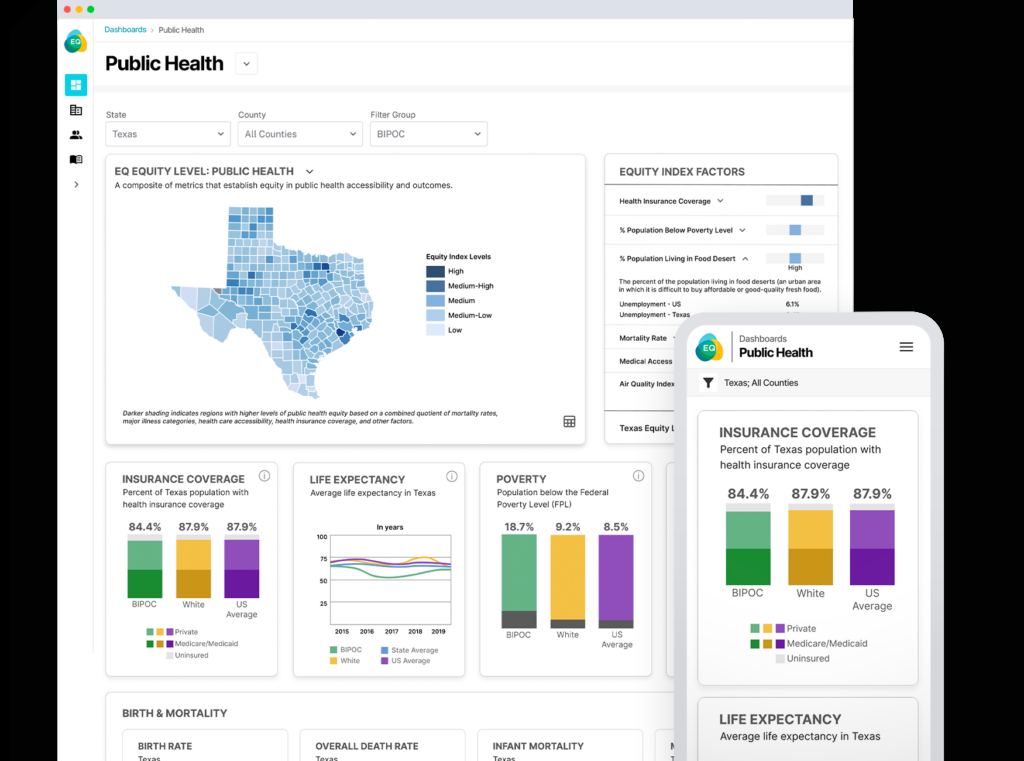 Dashboards > Public Health
EQ
Public Health
State
County
Filter Group
Texas
All Counties
BIPOC
EQ EQUITY LEVEL: PUBLIC HEALTH
A composite of metrics that establish equity in public health accessibility and outcomes.
Equity Index Levels
High
Medium-High
Medium
Medium-Low
Low
Darker shading indicates regions with higher levels of public health equity based on a combined quotient of mortality rates,
major illness categories, health care accessibility, health insurance coverage, and other factors.
EQUITY INDEX FACTORS
Health Insurance Coverage
% Population Below Poverty Level
% Population Living in Food Desert
High
The percent of the population living in food deserts (an urban area
in which it is difficult to buy affordable or good-quality fresh food).
Unemployment - US 6.1%
Unemployment - Texas
Mortality Rate
Medical Access
Air Quality Index
Texas Equity
INSURANCE COVERAGE
Percent of Texas population with
health insurance coverage
84.4% 87.9% 87.9%
BIPOC White US
Average
Private
Medicare/Medicaid
Uninsured
LIFE EXPECTANCY
Average life expectancy in Texas
In years
100
75
50
25
2015 2016 2017 2018 2019
BIPOC State Average
White US Average
POVERTY
Population below the Federal
Poverty Level (FPL)
18.7% 9.2% 8.5%
BIPOC White US
Average
BIRTH & MORTALITY
BIRTH RATE
Texas
OVERALL DEATH RATE
Texas
INFANT MORTALITY
Texas
EQ
Dashboards
Public Health
Texas; All Counties
INSURANCE COVERAGE
Percent of Texas population with
health insurance coverage
84.4% 87.9% 87.9%
BIPOC White US
Average
Private
Medicare/Medicaid
Uninsured
LIFE EXPECTANCY
Average life expectancy in Texas